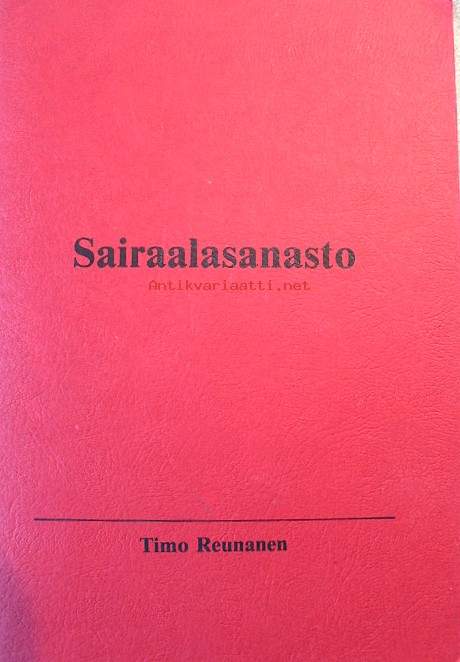 Sairaalasanasto
Antikvariaatti.net
Timo Reunanen